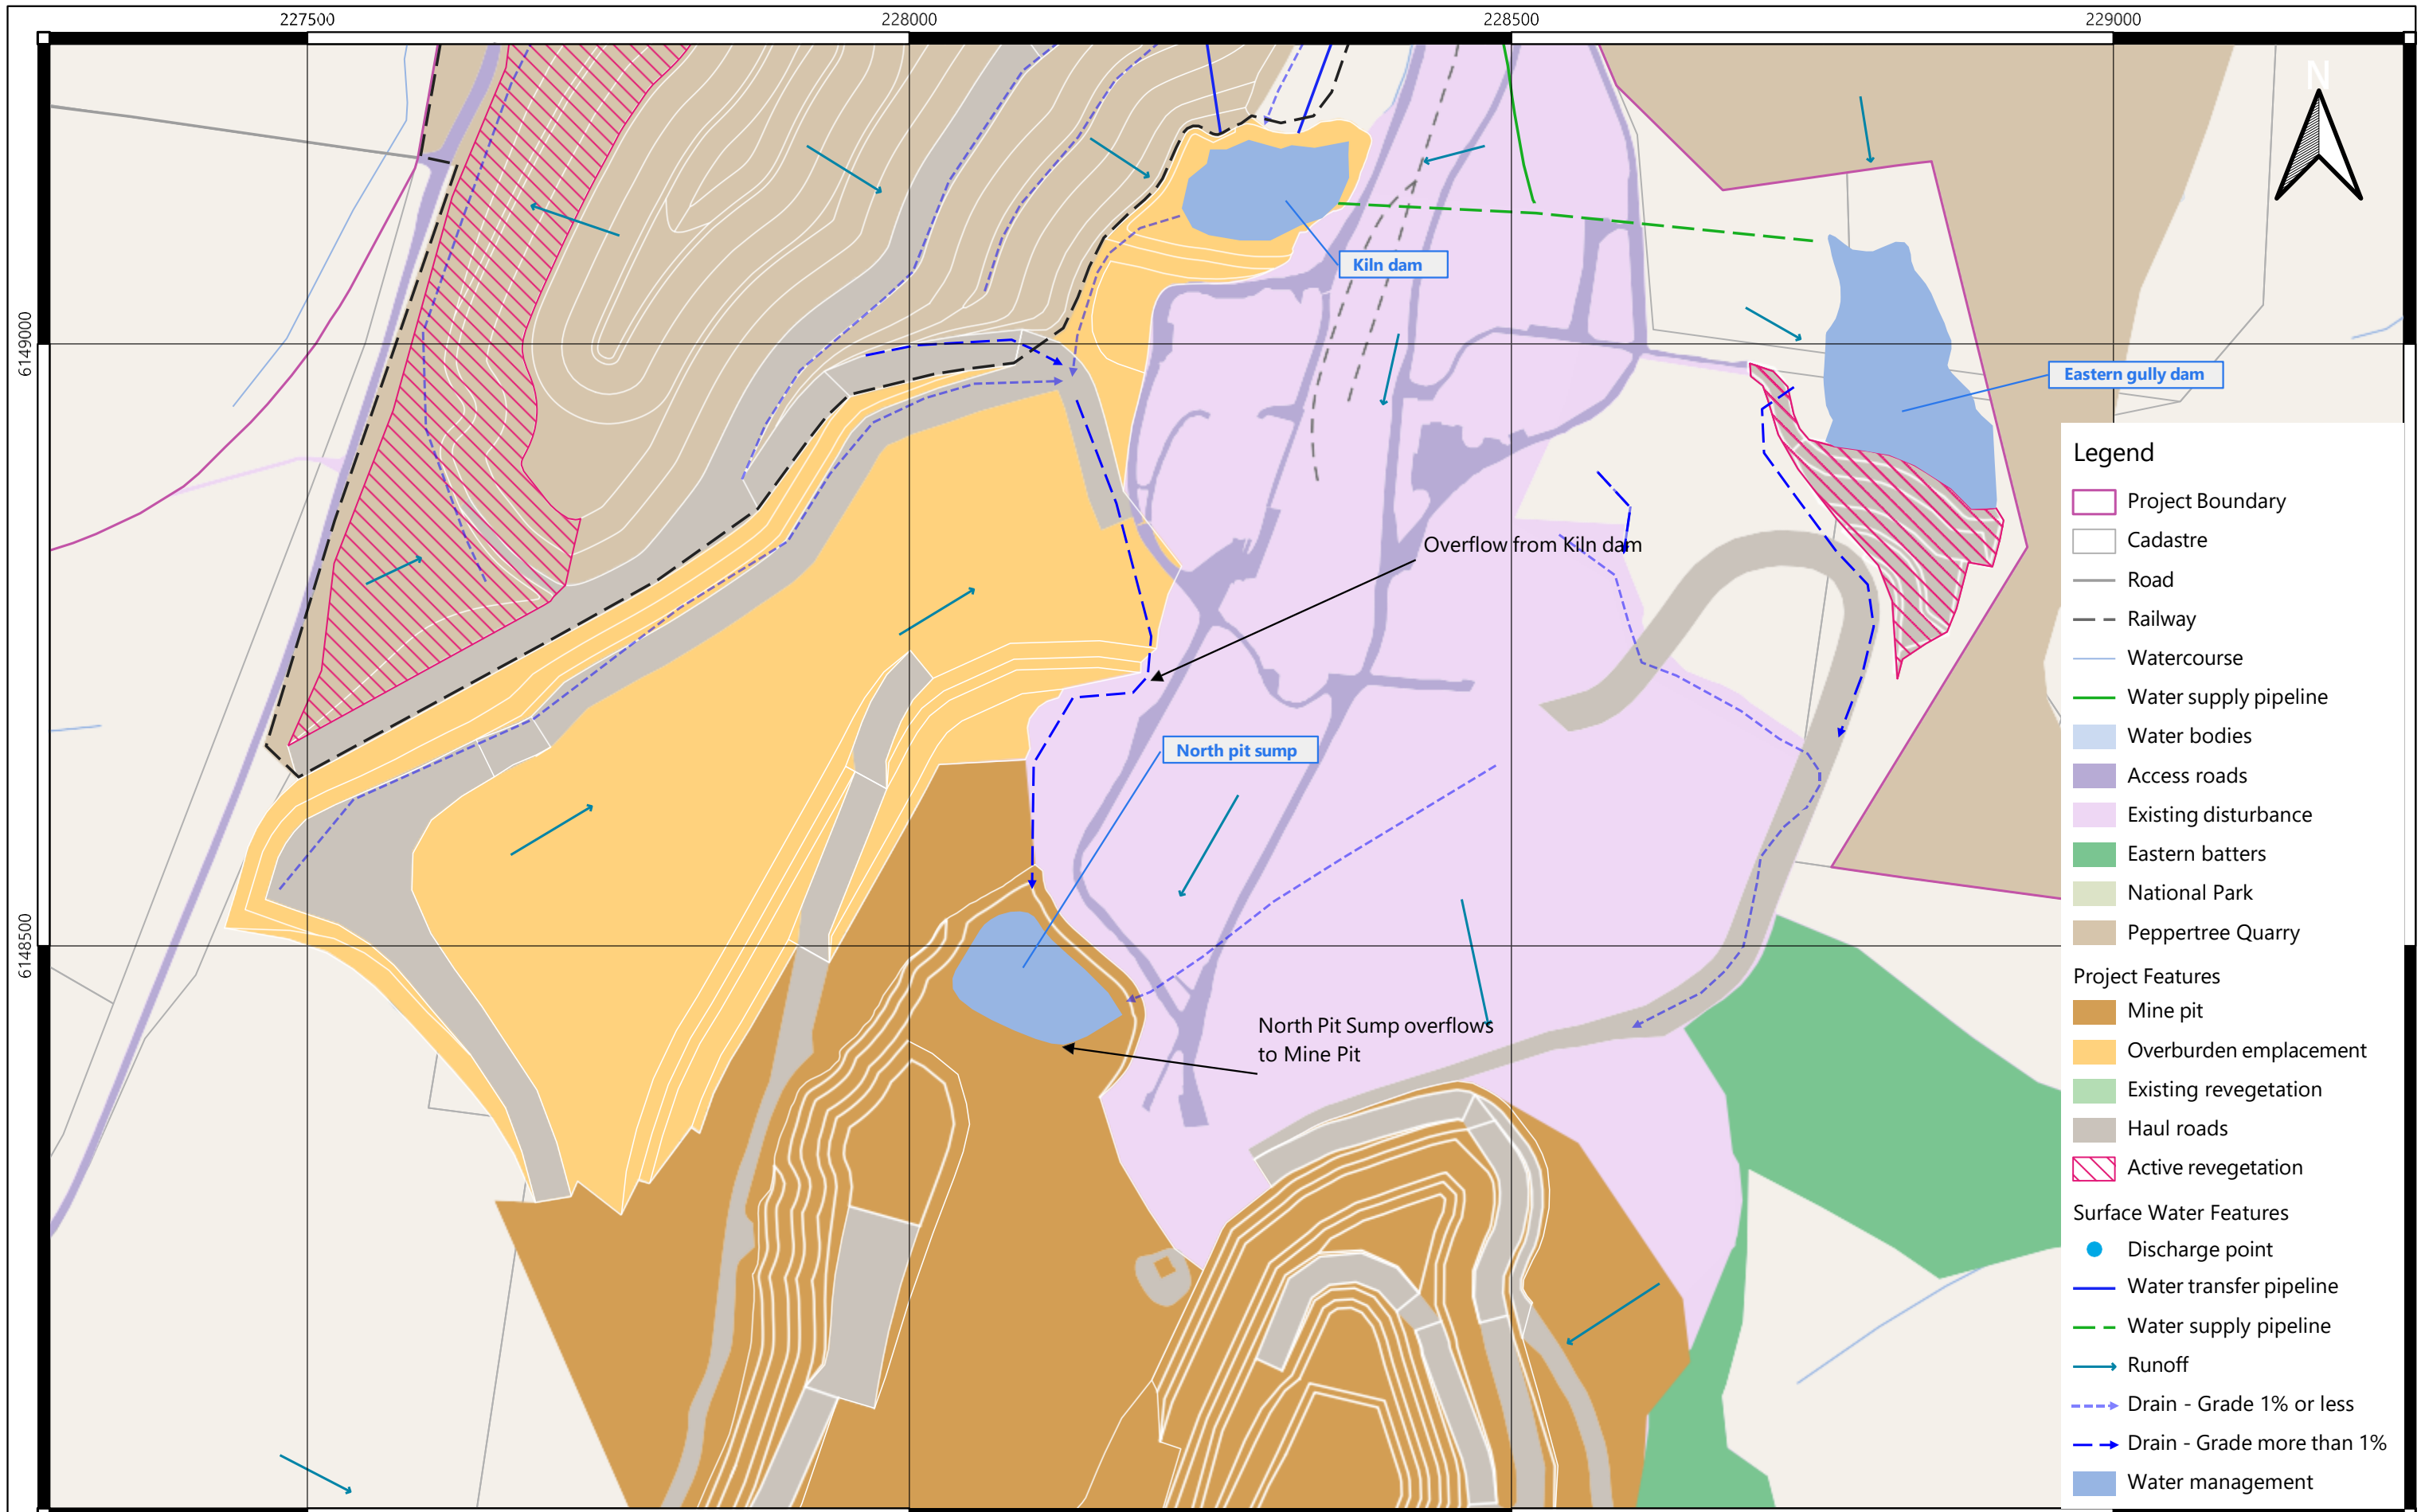 227500
228000
228500
229000
N
6149000
Kiln dam
Eastern gully dam
Overflow from Kiln dam
North pit sump
6148500
North Pit Sump overflows
to Mine Pit
Legend
Project Boundary
Cadastre
Road
Railway
Watercourse
Water supply pipeline
Water bodies
Access roads
Existing disturbance
Eastern batters
National Park
Peppertree Quarry
Project Features
Mine pit
Overburden emplacement
Existing revegetation
Haul roads
Active revegetation
Surface Water Features
Discharge point
Water transfer pipeline
Water supply pipeline
Runoff
Drain - Grade 1% or less
Drain - Grade more than 1%
Water management